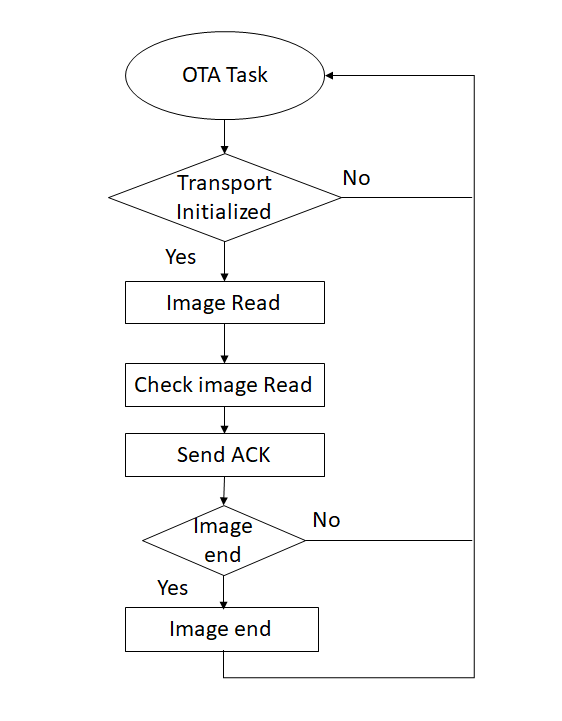 OTA Task
Transport
Initialized
No
Yes
Image Read
Check image Read
Send ACK
Image
end
No
Yes
Image end